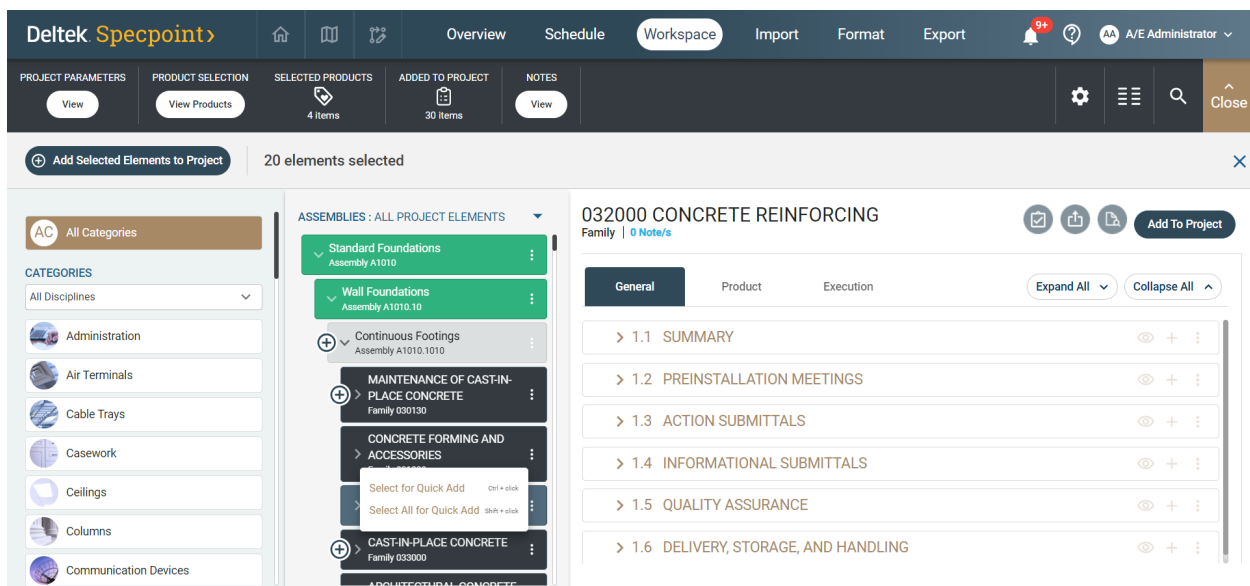 Deltek. Specpoint>
Overview
Schedule
Workspace
Import
Format
Export
9+
AA A/E Administrator
PROJECT PARAMETERS
View
PRODUCT SELECTION
View Products
SELECTED PRODUCTS
4 items
ADDED TO PROJECT
30 items
NOTES
View
Close
Add Selected Elements to Project
20 elements selected
AC All Categories
CATEGORIES
All Disciplines
Administration
Air Terminals
Cable Trays
Casework
Ceilings
Columns
Communication Devices
ASSEMBLIES : ALL PROJECT ELEMENTS
Standard Foundations
Assembly A1010
Wall Foundations
Assembly A1010.10
Continuous Footings
Assembly A1010.1010
MAINTENANCE OF CAST-IN-
PLACE CONCRETE
Family 030130
CONCRETE FORMING AND
ACCESSORIES
Select for Quick Add Ctrl + click
Select All for Quick Add Shift + click
CAST-IN-PLACE CONCRETE
Family 033000
ARCHITECTURAL CONCRETE
032000 CONCRETE REINFORCING
Family | 0 Note/s
Add To Project
General
Product
Execution
Expand All
Collapse All
1.1 SUMMARY
1.2 PREINSTALLATION MEETINGS
1.3 ACTION SUBMITTALS
1.4 INFORMATIONAL SUBMITTALS
1.5 QUALITY ASSURANCE
1.6 DELIVERY, STORAGE, AND HANDLING